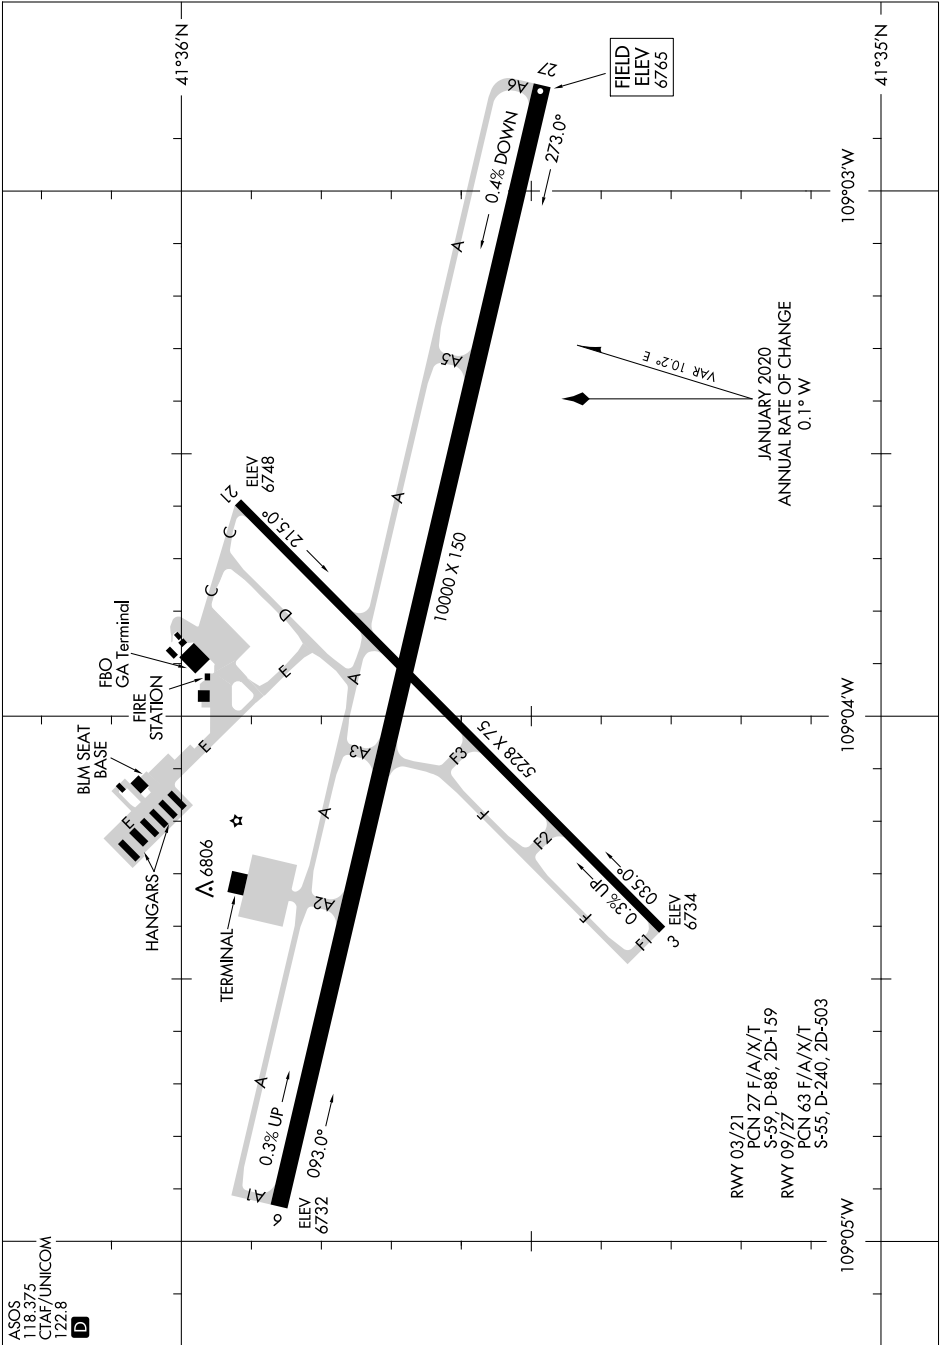 ASOS
118.375
CTAF/UNICOM
122.8
D
41°36'N
41°35'N
109°03'W
109°04'W
109°05'W
FIELD
ELEV
6765
27
A6
0.4% DOWN
273.0°
A
A5
VAR 10.2° E
JANUARY 2020
ANNUAL RATE OF CHANGE
0.1° W
A
21
ELEV
6748
215.0°
C
C
D
E
10000 X 150
FBO
GA Terminal
FIRE
STATION
BLM SEAT
BASE
E
E
HANGARS
6806
TERMINAL
A
A3
A
A2
F3
5228 X 75
F
F2
F
0.3% UP
035.0°
F1
3
ELEV
6734
A
0.3% UP
093.0°
A1
9
ELEV
6732
RWY 03/21
PCN 27 F/A/X/T
S-59, D-88, 2D-159
RWY 09/27
PCN 63 F/A/X/T
S-55, D-240, 2D-503